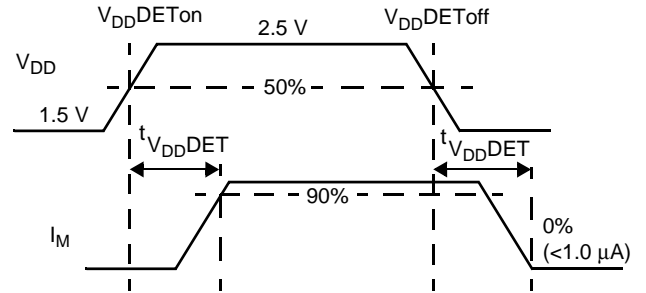 VDDDETon
VDDDEToff
2.5 V
VDD
50%
1.5 V
tVDDDET
tVDDDET
90%
IM
0%
(<1.0 μA)